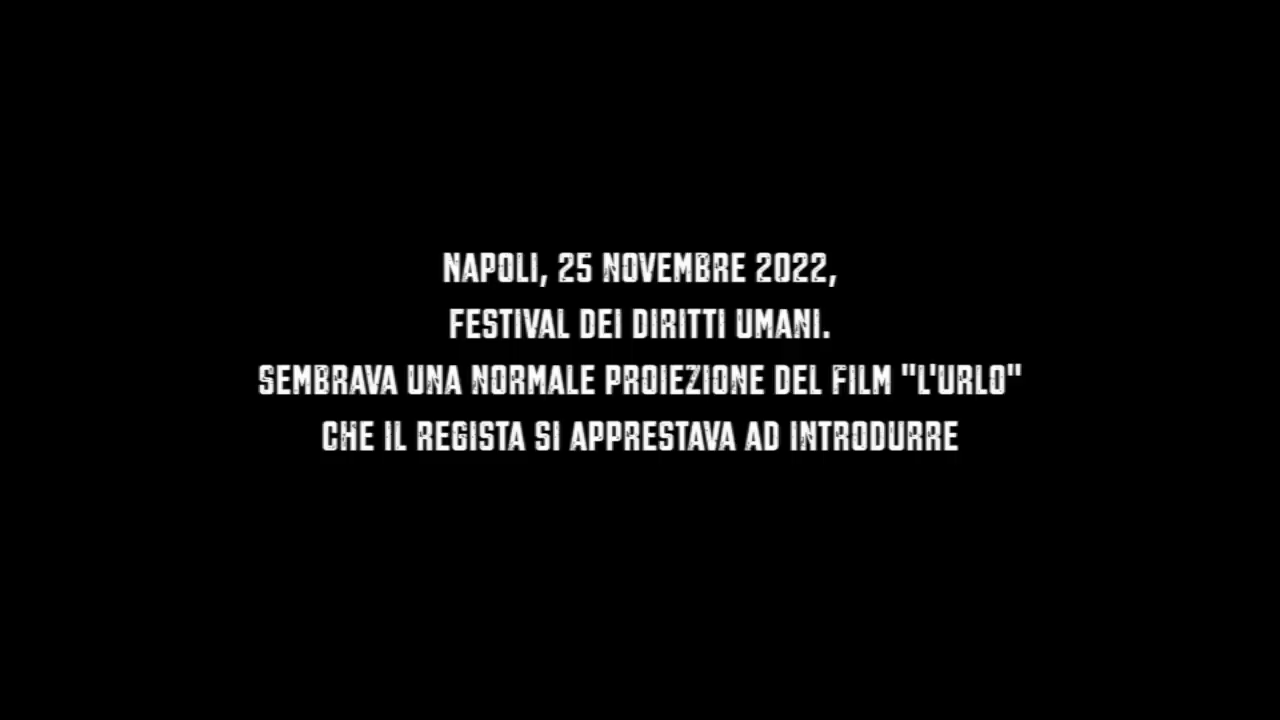 NAPOLI, 25 NOVEMBRE 2022,
FESTIVAL DEI DIRITTI UMANI.
SEMBRAVA UNA NORMALE PROIEZIONE DEL FILM "L'URLO"
CHE IL REGISTA SI APPRESTAVA AD INTRODURRE